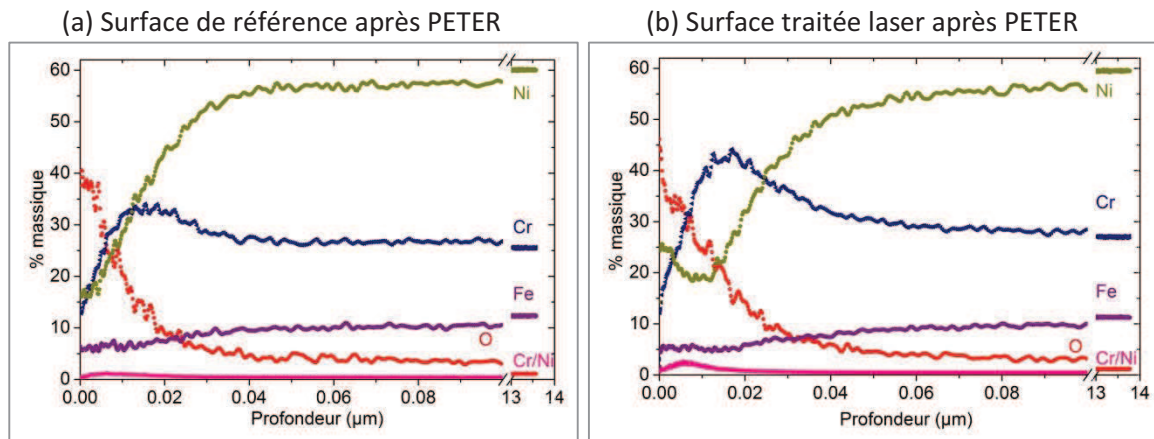 (a) Surface de référence après PETER
(b) Surface traitée laser après PETER
60
50
40
30
20
10
0
% massique
Ni
Cr
Fe
O
Cr/Ni
0.00 0.02 0.04 0.06 0.08 13 14
Profondeur (µm)
60
50
40
30
20
10
0
% massique
Ni
Cr
Fe
O
Cr/Ni
0.00 0.02 0.04 0.06 0.08 13 14
Profondeur (µm)